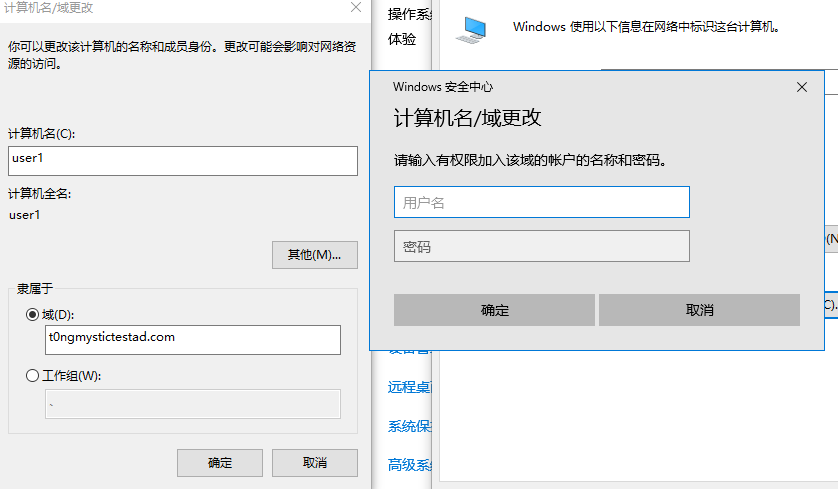 计算机名/域更改
你可以更改该计算机的名称和成员身份。更改可能会影响对网络资
源的访问。
计算机名(C):
user1
计算机全名:
user1
其他(M)...
隶属于
域(D):
t0ngmystictestad.com
工作组(W):
确定
取消
操作系
体验
Windows 使用以下信息在网络中标识这台计算机。
Windows 安全中心
计算机名/域更改
请输入有权限加入该域的帐户的名称和密码。
用户名
密码
确定
取消
(N
C).
远程桌
系统保
高级系